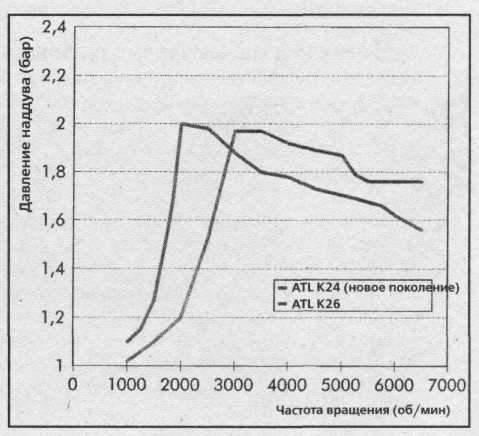 2,4
2,2
2
1,8
1,6
1,4
1,2
1
Давление наддува (бар)
ATL K24 (новое поколение)
ATL K26
0 1000 2000 3000 4000 5000 6000 7000
Частота вращения (об/мин)